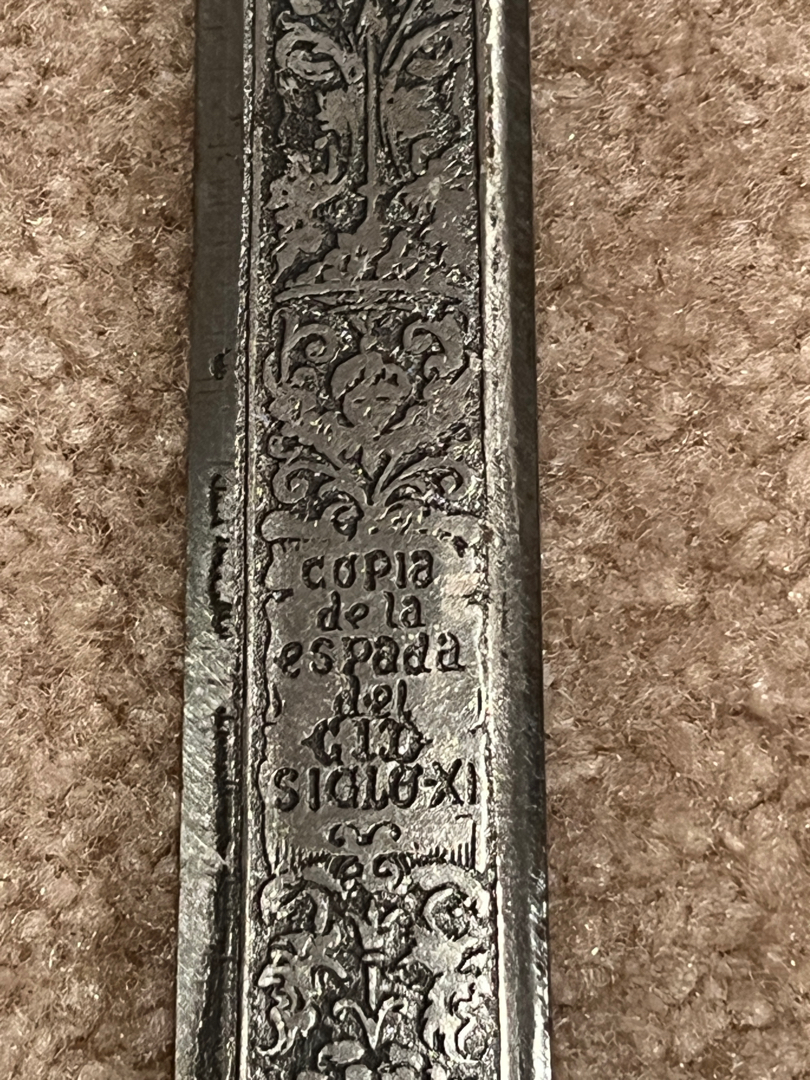 copia
de la
espada
del
CID
SIGLO-XI